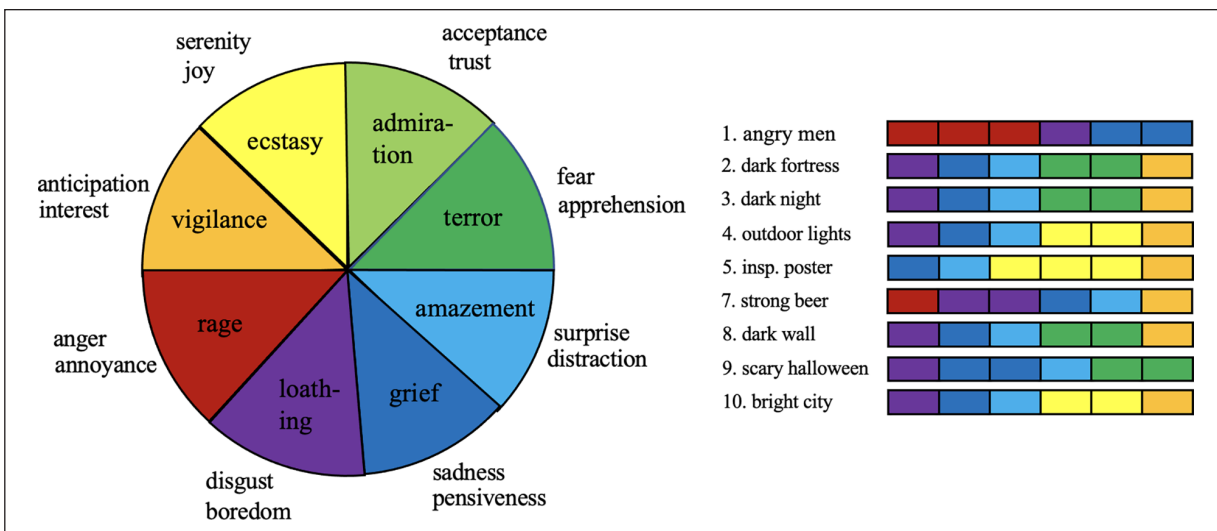 serenity
joy
acceptance
trust
ecstasy
admira-
tion
anticipation
interest
vigilance
terror
fear
apprehension
rage
amazement
anger
annoyance
loath-
ing
grief
surprise
distraction
disgust
boredom
sadness
pensiveness
1. angry men
2. dark fortress
3. dark night
4. outdoor lights
5. insp. poster
7. strong beer
8. dark wall
9. scary halloween
10. bright city